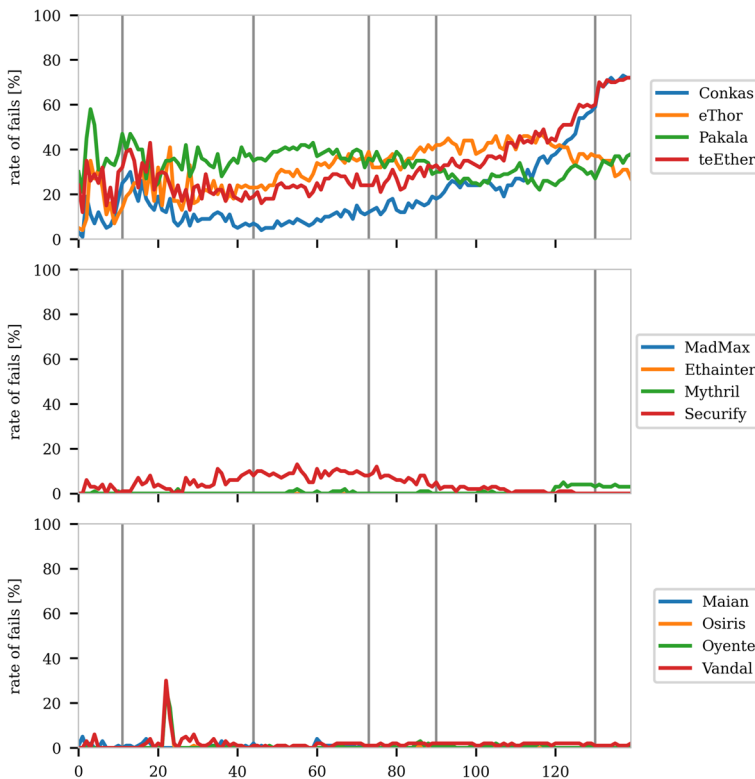 100
80
60
40
20
0
rate of fails [%]
Conkas
eThor
Pakala
teEther
100
80
60
40
20
0
rate of fails [%]
MadMax
Ethainter
Mythril
Securify
100
80
60
40
20
0
rate of fails [%]
Maian
Osiris
Oyente
Vandal
0 20 40 60 80 100 120